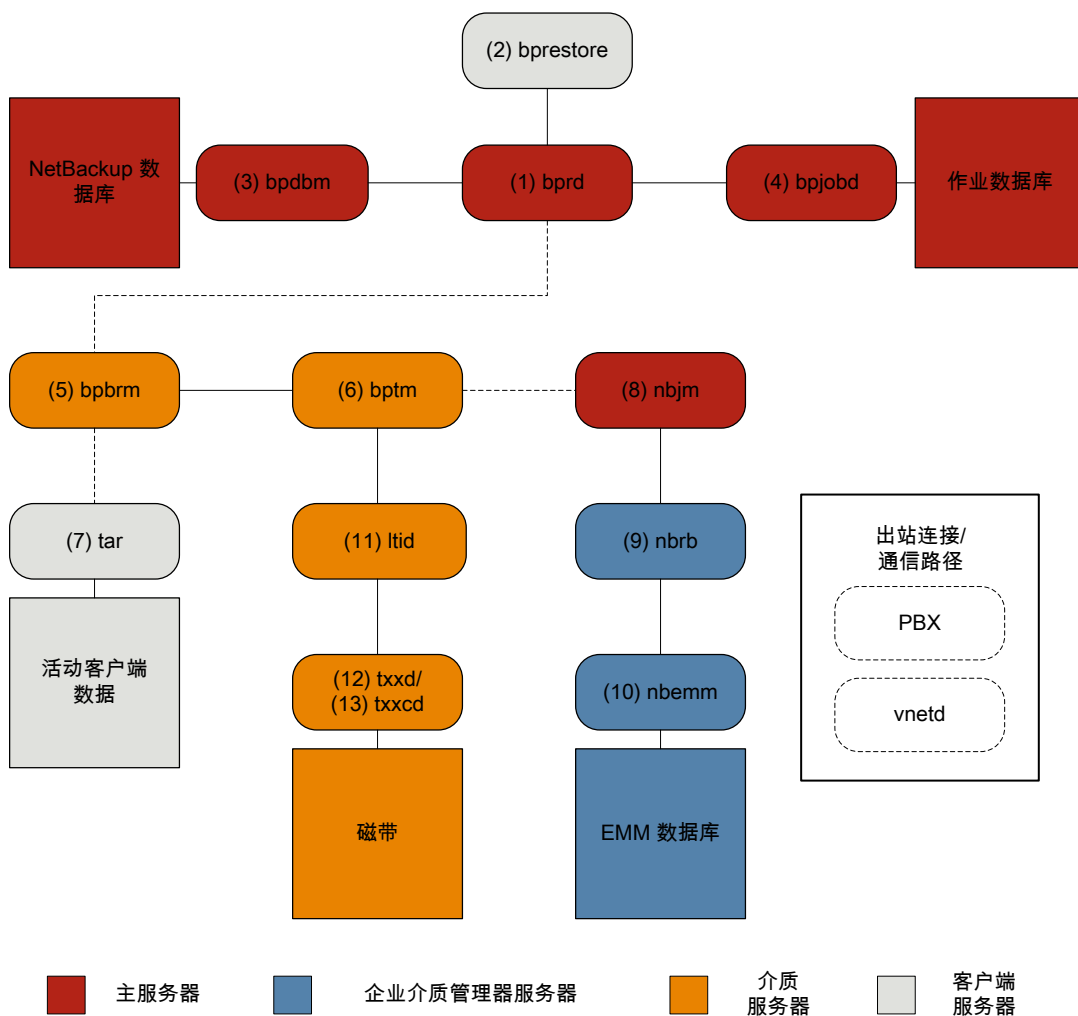 (2) bprestore
NetBackup 数
据库
(3) bpdbm
(1) bprd
(4) bpjobd
作业数据库
(5) bpbrm
(6) bptm
(8) nbjm
(7) tar
(11) ltid
(9) nbrb
出站连接/
通信路径
PBX
vnetd
活动客户端
数据
(12) txxd/
(13) txxcd
(10) nbemm
磁带
EMM 数据库
主服务器
企业介质管理器服务器
介质
服务器
客户端
服务器